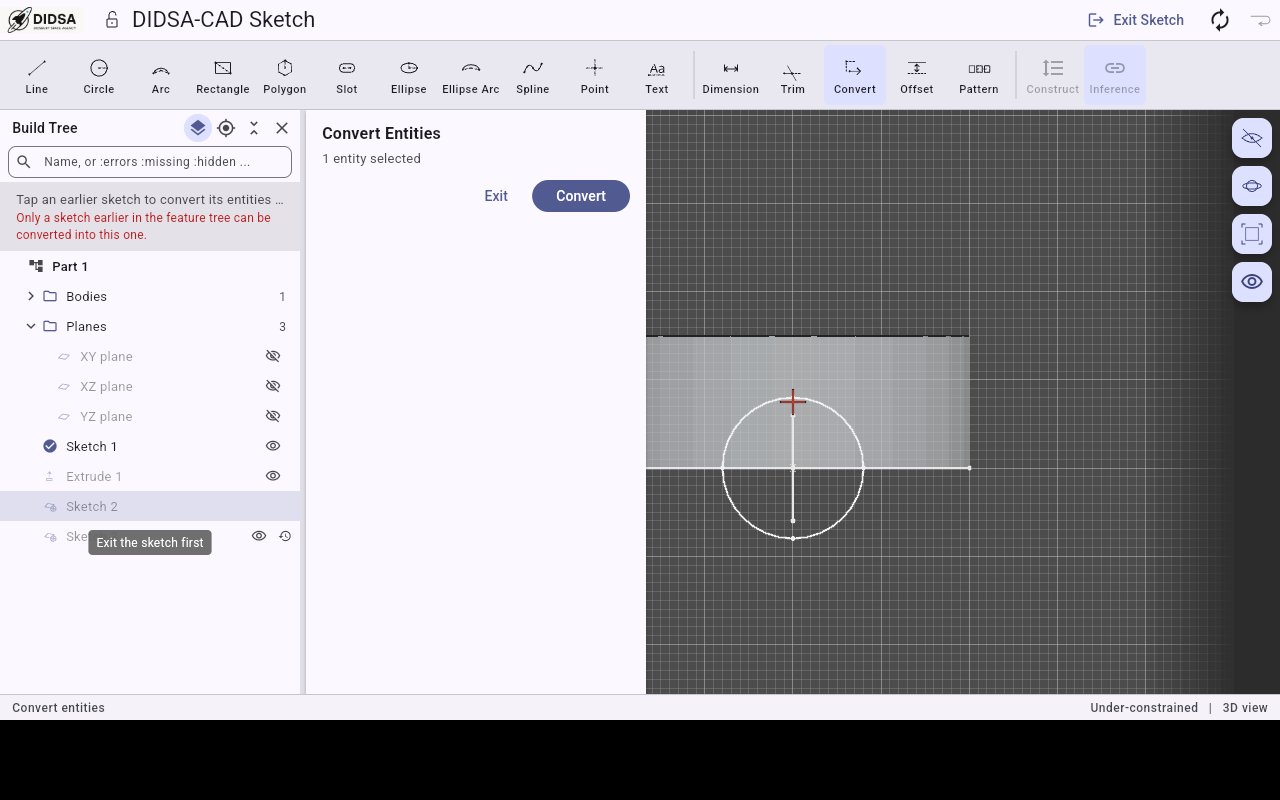 DIDSA
DIDSA-CAD Sketch
Exit Sketch
Line
Circle
Arc
Rectangle
Polygon
Slot
Ellipse
Ellipse Arc
Spline
Point
Aa
Text
Dimension
Trim
Convert
Offset
Pattern
Construct
Inference
Build Tree
Name, or :errors :missing :hidden ...
Tap an earlier sketch to convert its entities …
Only a sketch earlier in the feature tree can be
converted into this one.
Part 1
Bodies 1
Planes 3
XY plane
XZ plane
YZ plane
Sketch 1
Extrude 1
Sketch 2
Ske
Exit the sketch first
Convert Entities
1 entity selected
Exit
Convert
Convert entities
Under-constrained | 3D view